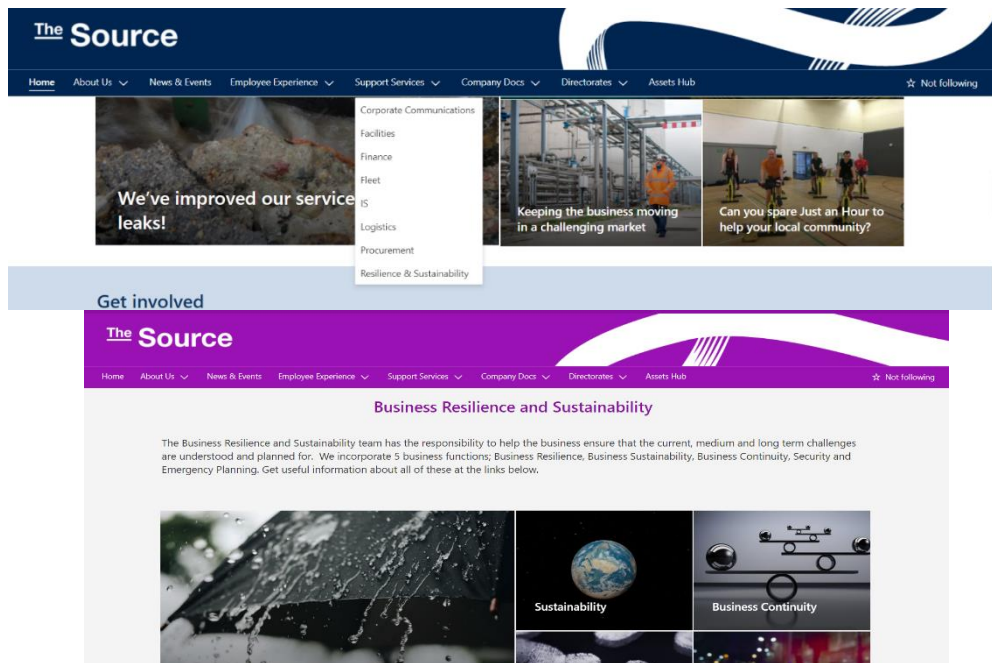 The Source
Home About Us News & Events Employee Experience Support Services Company Docs Directorates Assets Hub Not following
Corporate Communications
Facilities
Finance
Fleet
IS
Logistics
Procurement
Resilience & Sustainability
We've improved our service
leaks!
Keeping the business moving
in a challenging market
Can you spare Just an Hour to
help your local community?
Get involved
The Source
Home About Us News & Events Employee Experience Support Services Company Docs Directorates Assets Hub Not following
Business Resilience and Sustainability
The Business Resilience and Sustainability team has the responsibility to help the business ensure that the current, medium and long term challenges
are understood and planned for. We incorporate 5 business functions; Business Resilience, Business Sustainability, Business Continuity, Security and
Emergency Planning. Get useful information about all of these at the links below.
Sustainability
Business Continuity